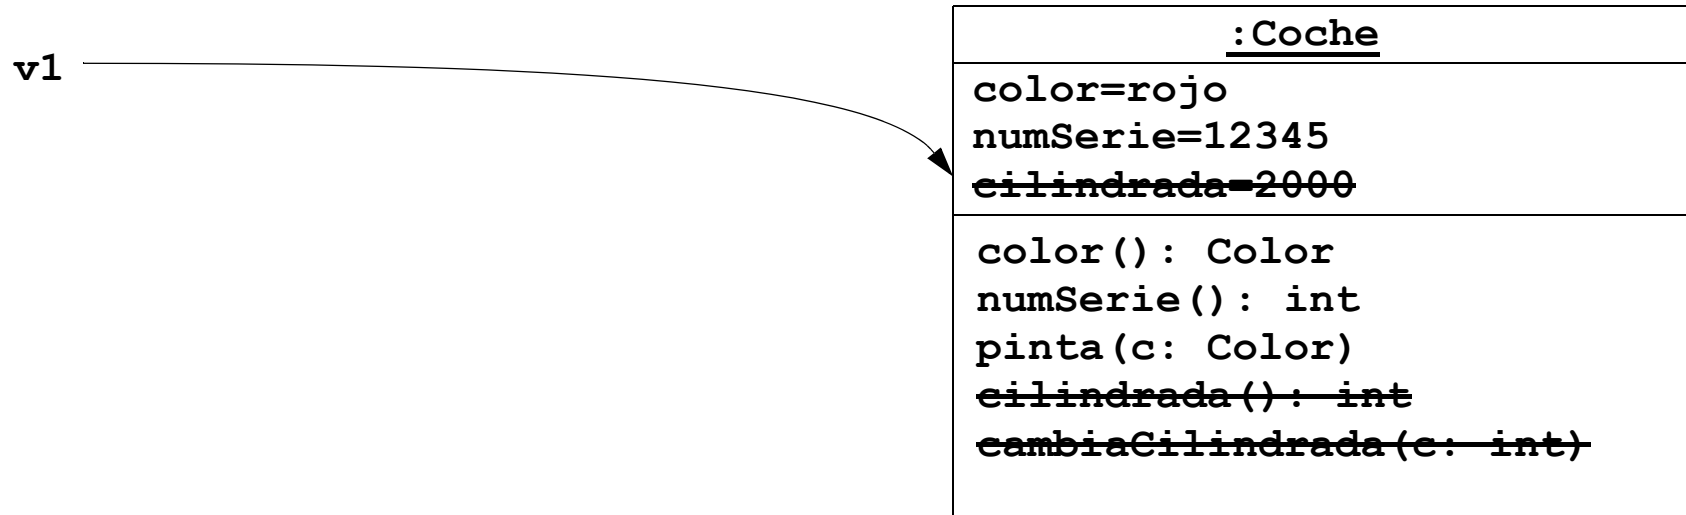 v1
:Coche
color=rojo
numSerie=12345
cilindrada=2000
color(): Color
numSerie(): int
pinta(c: Color)
cilindrada(): int
cambiaCilindrada(c: int)